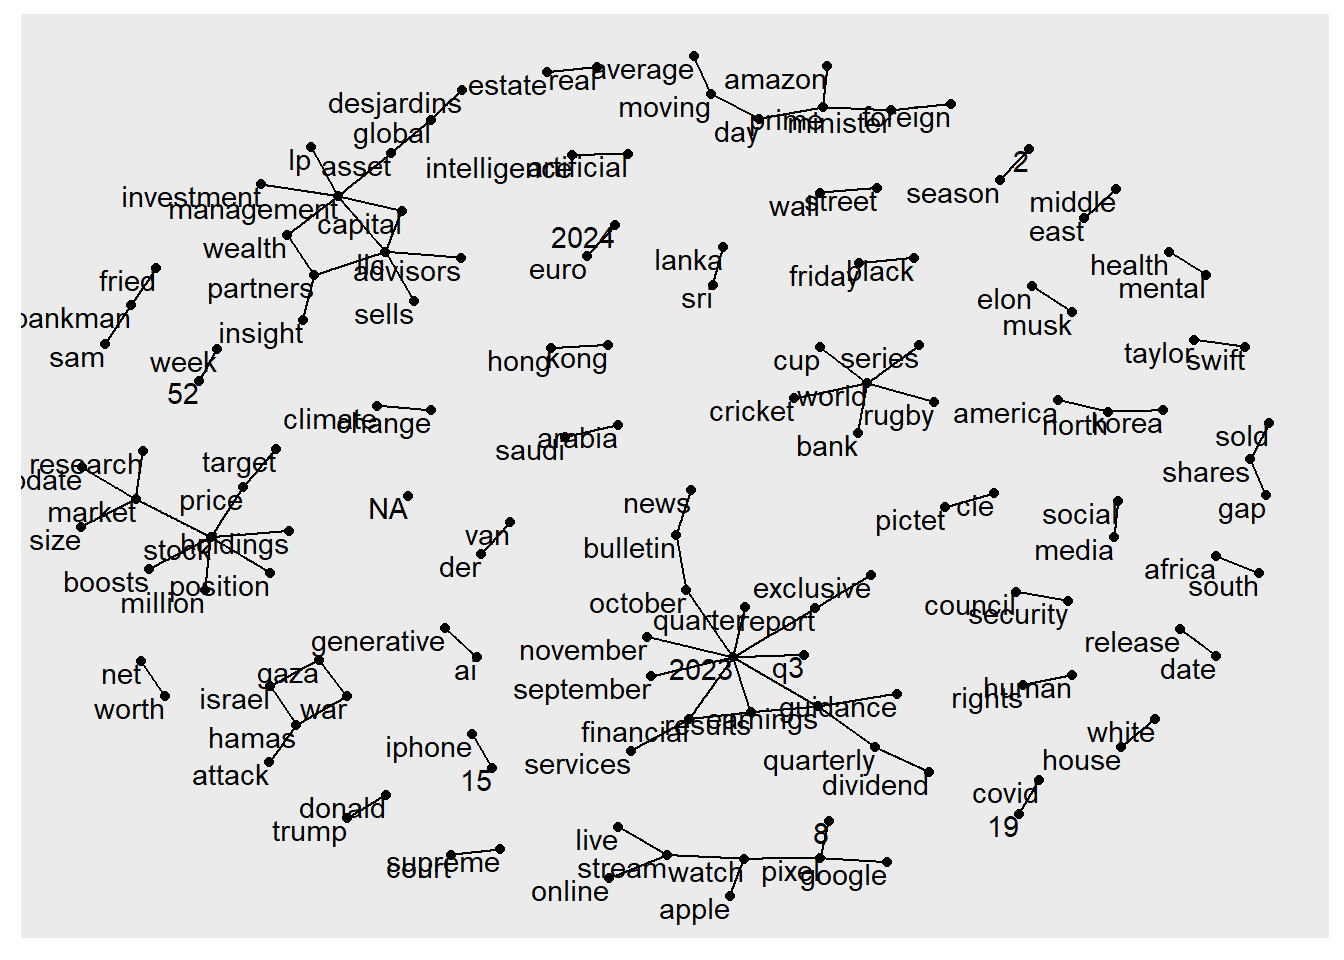 average
estate
real
amazon
desjardins
moving
day
prime
minister
foreign
global
lp
asset
intelligence
artificial
2
investment
management
wall
street
season
middle
capital
east
wealth
2024
llc
advisors
euro
lanka
friday
black
health
mental
fried
partners
sri
elon
musk
bankman
insight
sells
sam
week
hong
kong
cup
series
taylor
swift
52
world
cricket
rugby
america
north
korea
climate
change
saudi
arabia
bank
sold
research
target
shares
price
NA
news
pictet
cie
gap
market
size
stock
holdings
van
bulletin
social
media
boosts
million
position
der
october
exclusive
africa
south
quarter
report
council
security
generative
november
2023
q3
release
date
net
worth
gaza
israel
war
ai
september
human
rights
hamas
attack
iphone
15
financial
results
earnings
guidance
white
house
services
quarterly
dividend
donald
trump
covid
19
live
8
supreme
court
stream
watch
pixel
google
online
apple